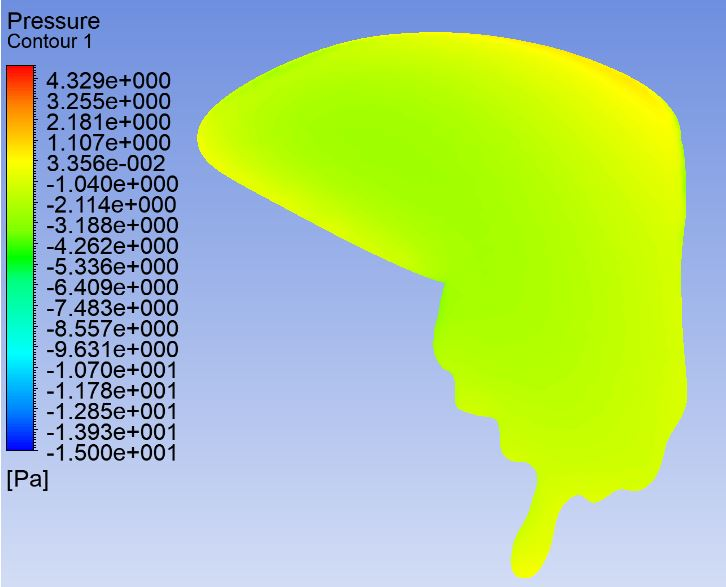 Pressure
Contour 1
4.329e+000
3.255e+000
2.181e+000
1.107e+000
3.356e-002
-1.040e+000
-2.114e+000
-3.188e+000
-4.262e+000
-5.336e+000
-6.409e+000
-7.483e+000
-8.557e+000
-9.631e+000
-1.070e+001
-1.178e+001
-1.285e+001
-1.393e+001
-1.500e+001
[Pa]